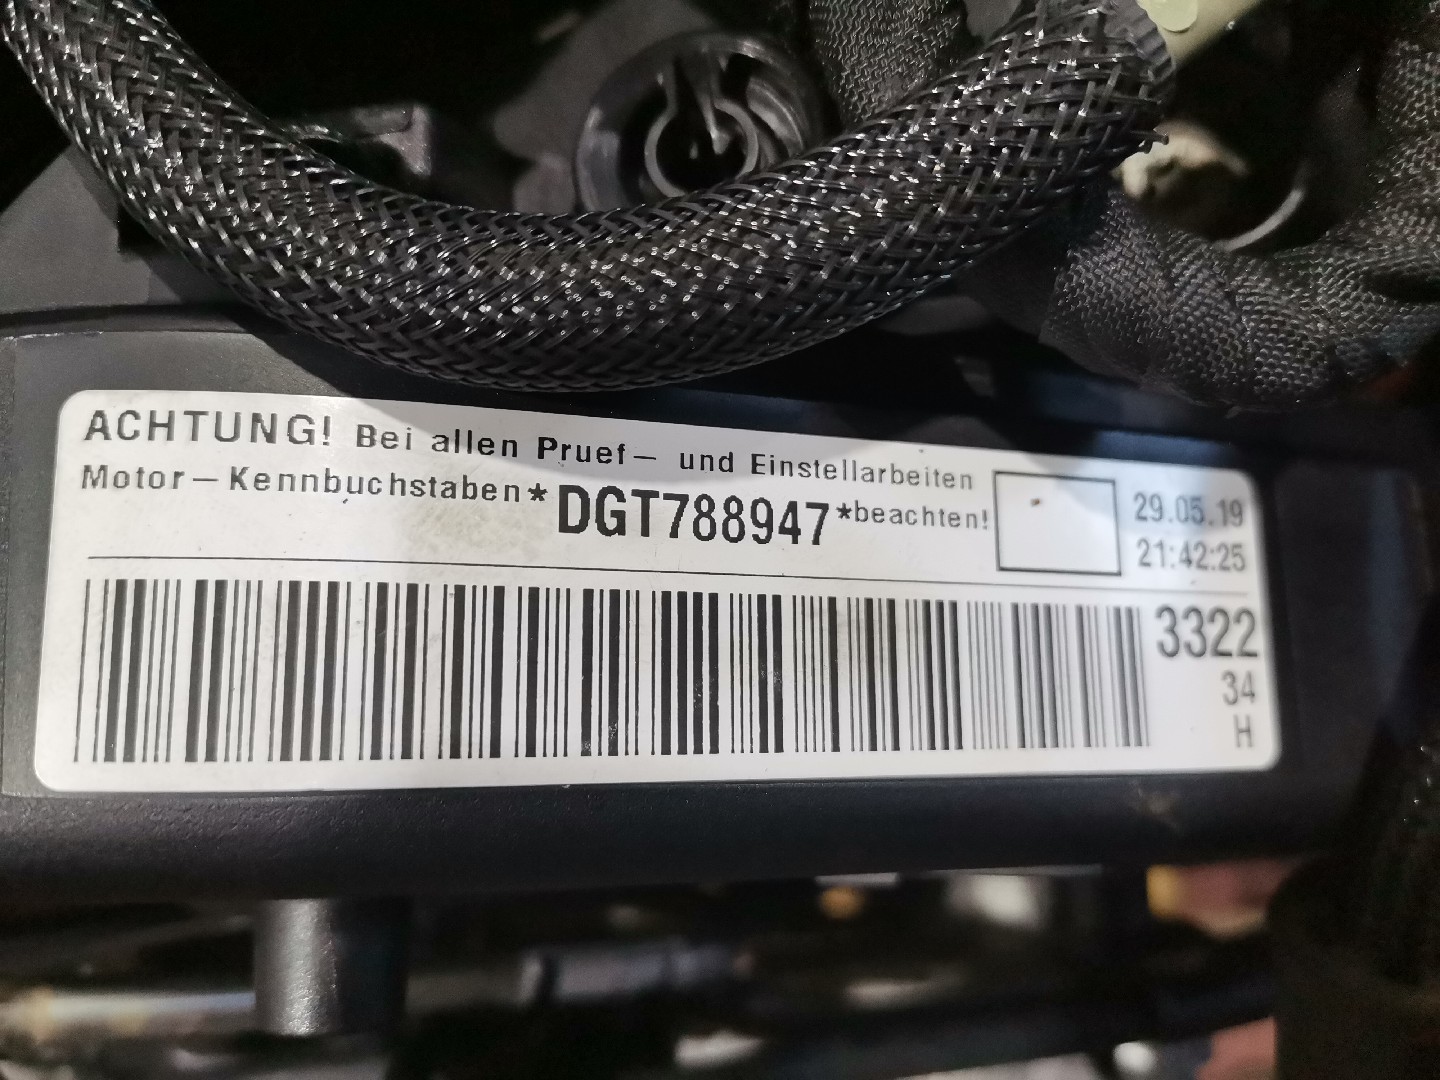 ACHTUNG! Bei allen Pruef- und Einstellarbeiten
Motor-Kennbuchstaben*DGT788947*beachten!
29.05.19
21:42:25
3322
34
H